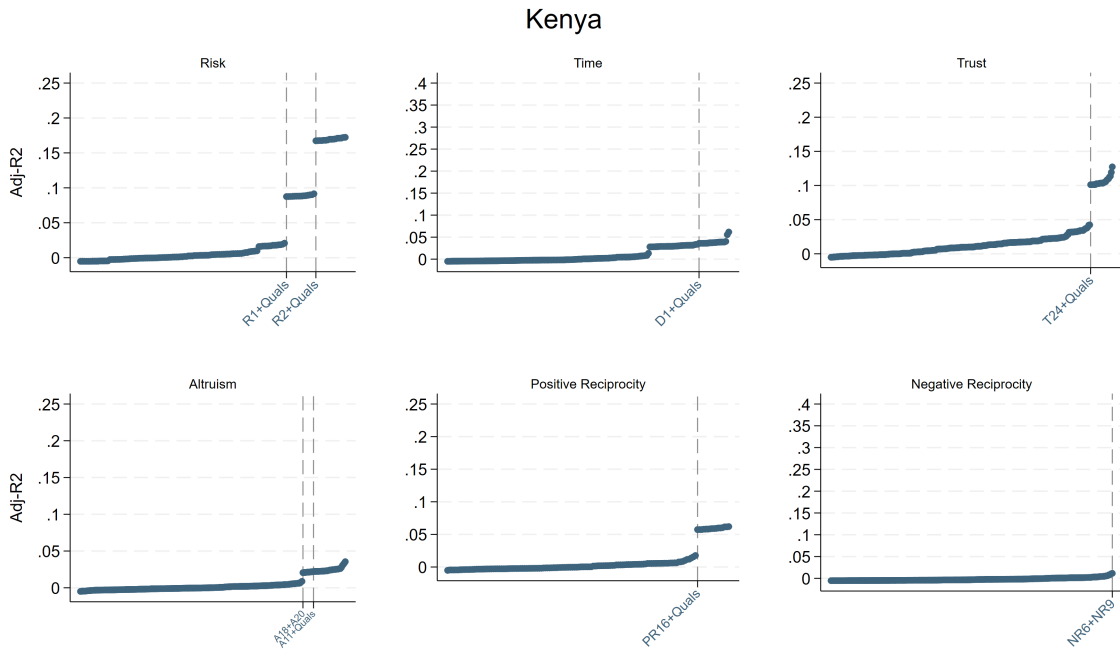 Kenya
Risk
Adj-R2
.25
.2
.15
.1
.05
0
R1+Quals
R2+Quals
Time
.4
.35
.3
.25
.2
.15
.1
.05
0
D1+Quals
Trust
.25
.2
.15
.1
.05
0
T24+Quals
Altruism
Adj-R2
.25
.2
.15
.1
.05
0
A18+A20
A11+Quals
Positive Reciprocity
.25
.2
.15
.1
.05
0
PR16+Quals
Negative Reciprocity
.4
.35
.3
.25
.2
.15
.1
.05
0
NR6+NR9